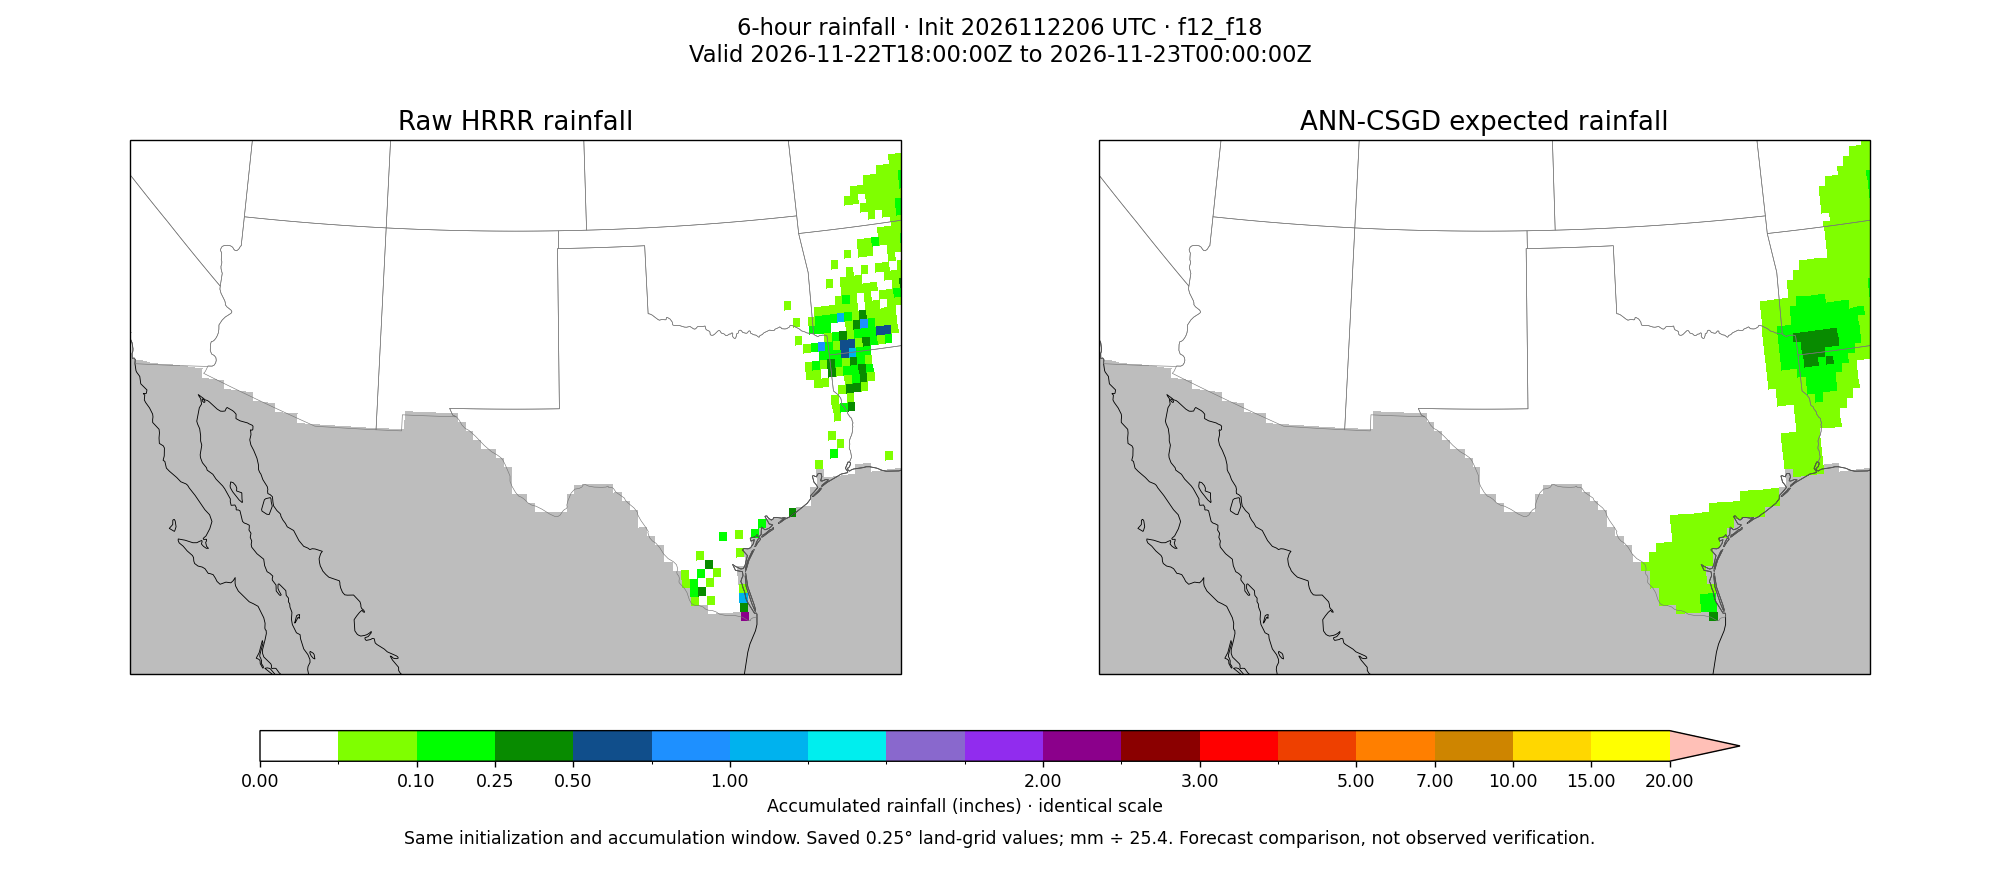 6-hour rainfall · Init 2026112206 UTC · f12_f18
Valid 2026-11-22T18:00:00Z to 2026-11-23T00:00:00Z
Raw HRRR rainfall
ANN-CSGD expected rainfall
0.00 0.10 0.25 0.50 1.00 2.00 3.00 5.00 7.00 10.00 15.00 20.00
Accumulated rainfall (inches) · identical scale
Same initialization and accumulation window. Saved 0.25° land-grid values; mm ÷ 25.4. Forecast comparison, not observed verification.